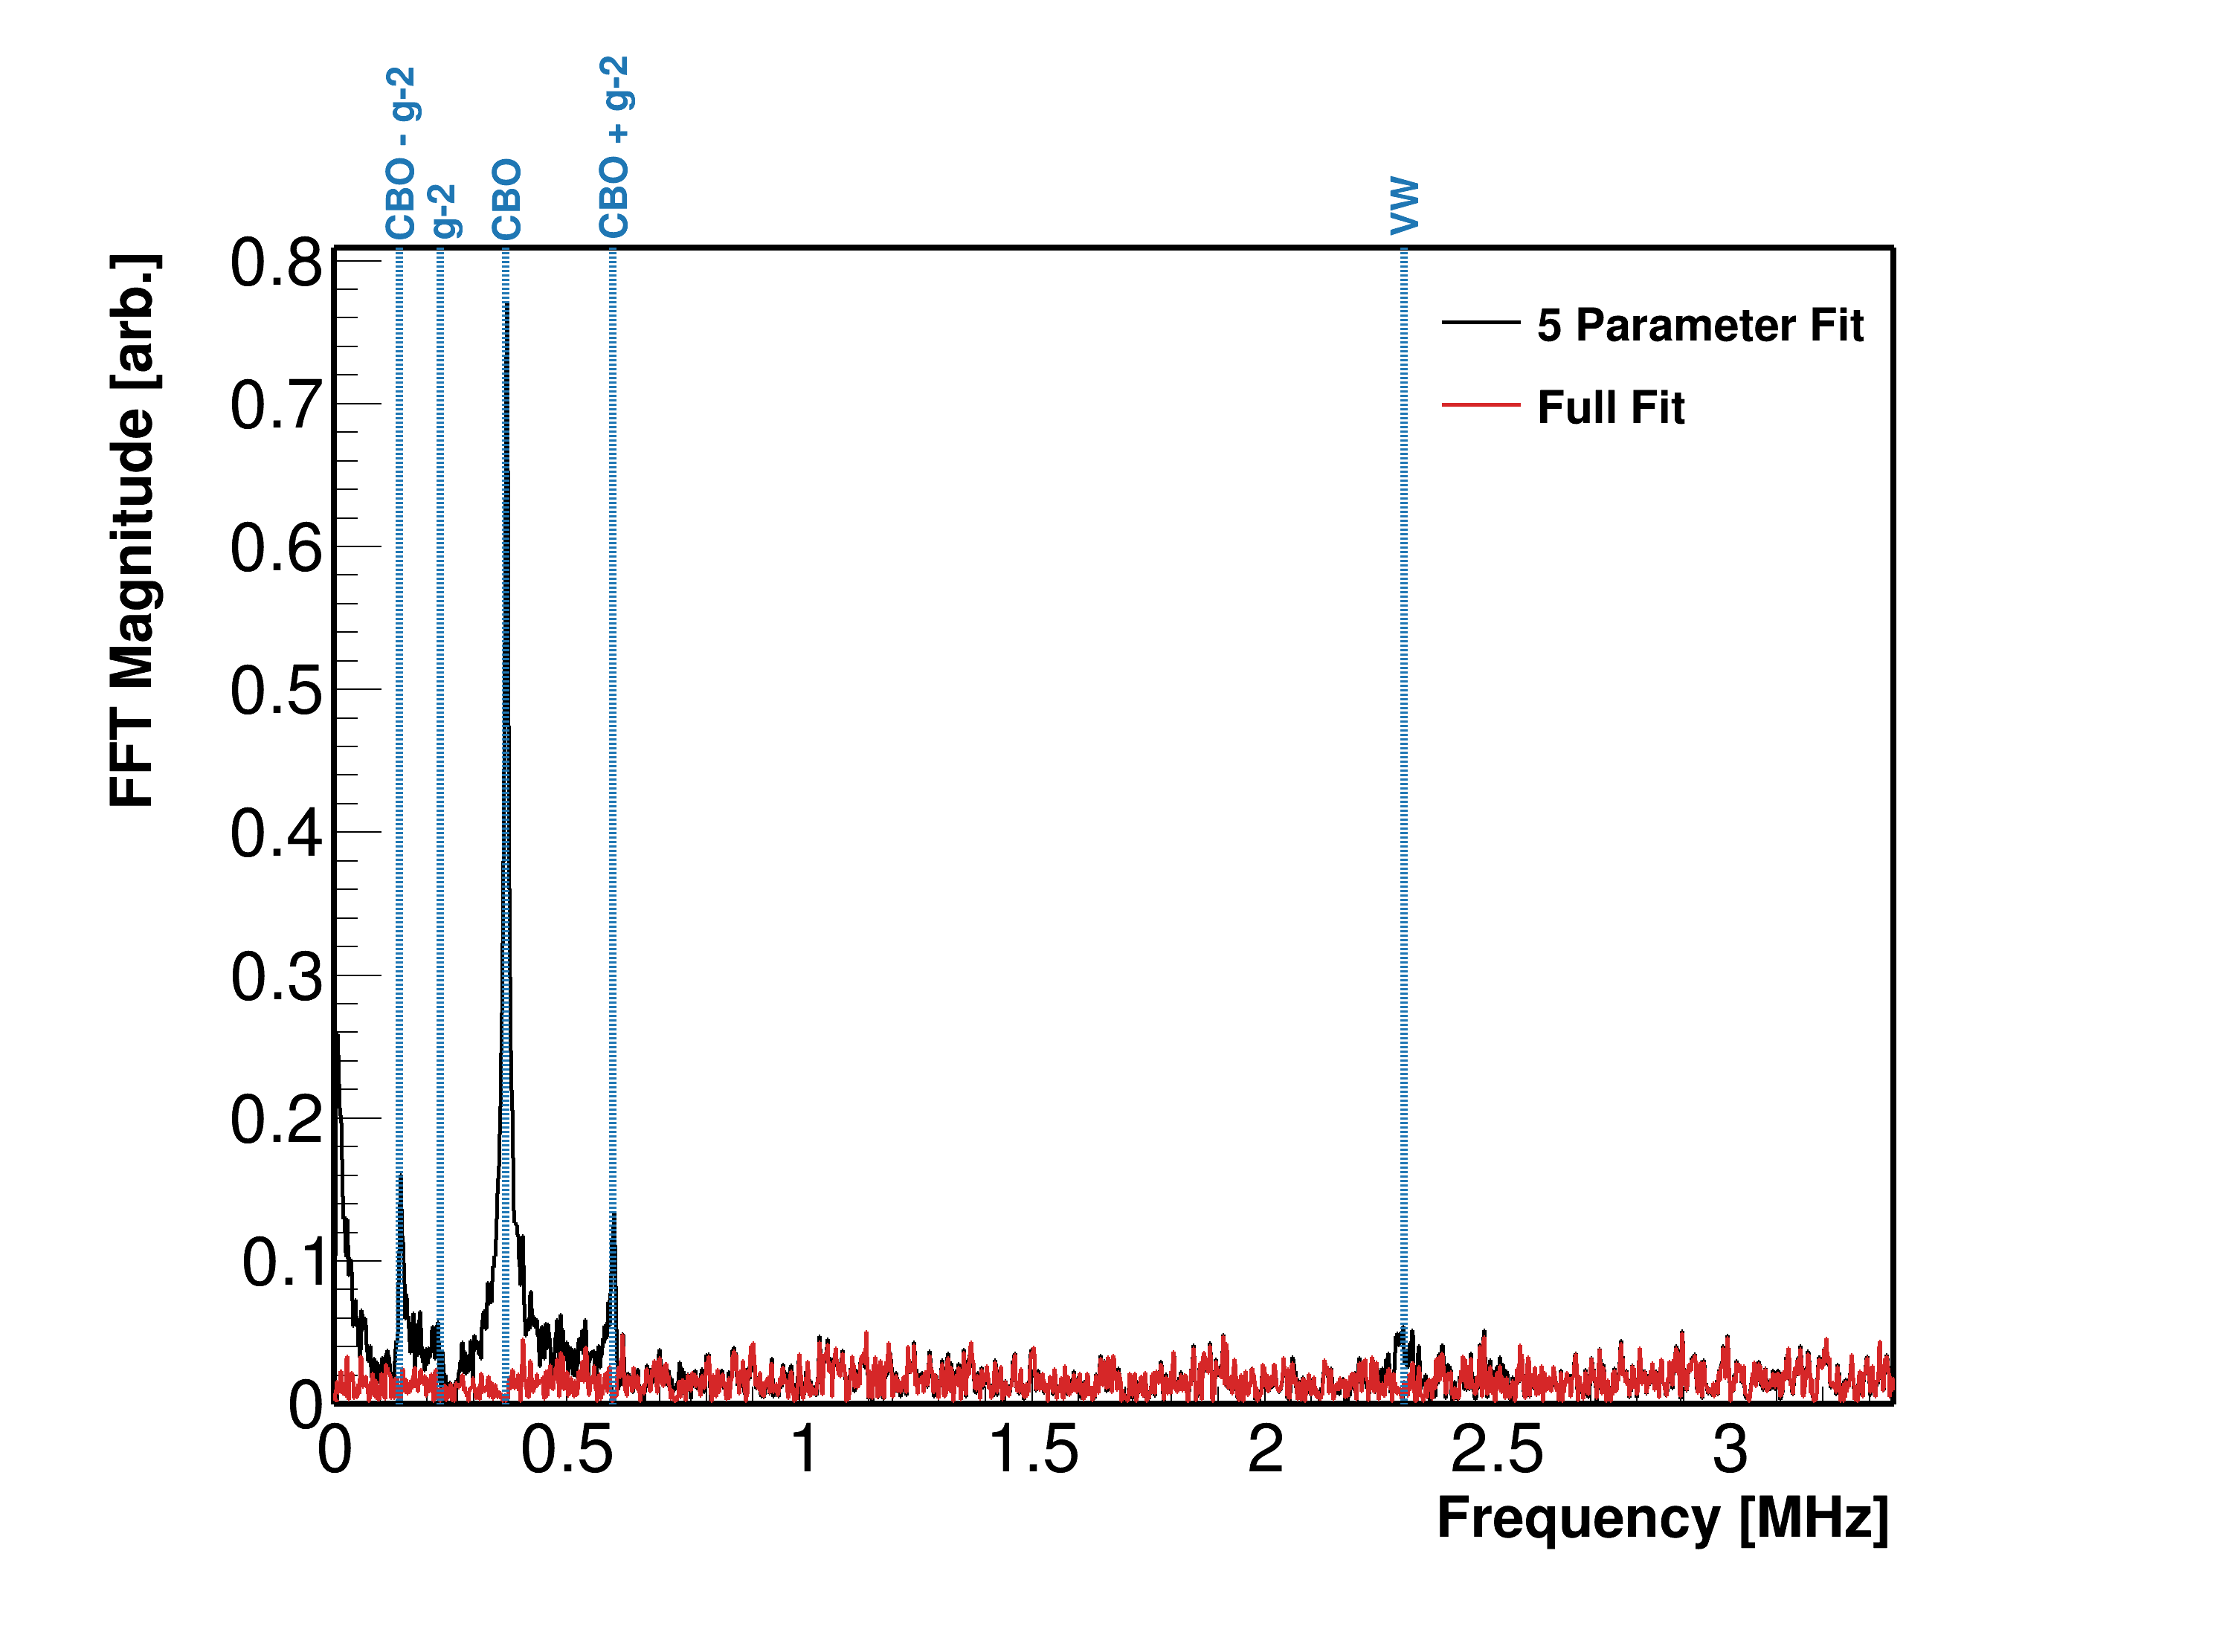 CBO - g-2
g-2
CBO
CBO + g-2
VW
FFT Magnitude [arb.]
0.8
0.7
0.6
0.5
0.4
0.3
0.2
0.1
0
5 Parameter Fit
Full Fit
0 0.5 1 1.5 2 2.5 3
Frequency [MHz]